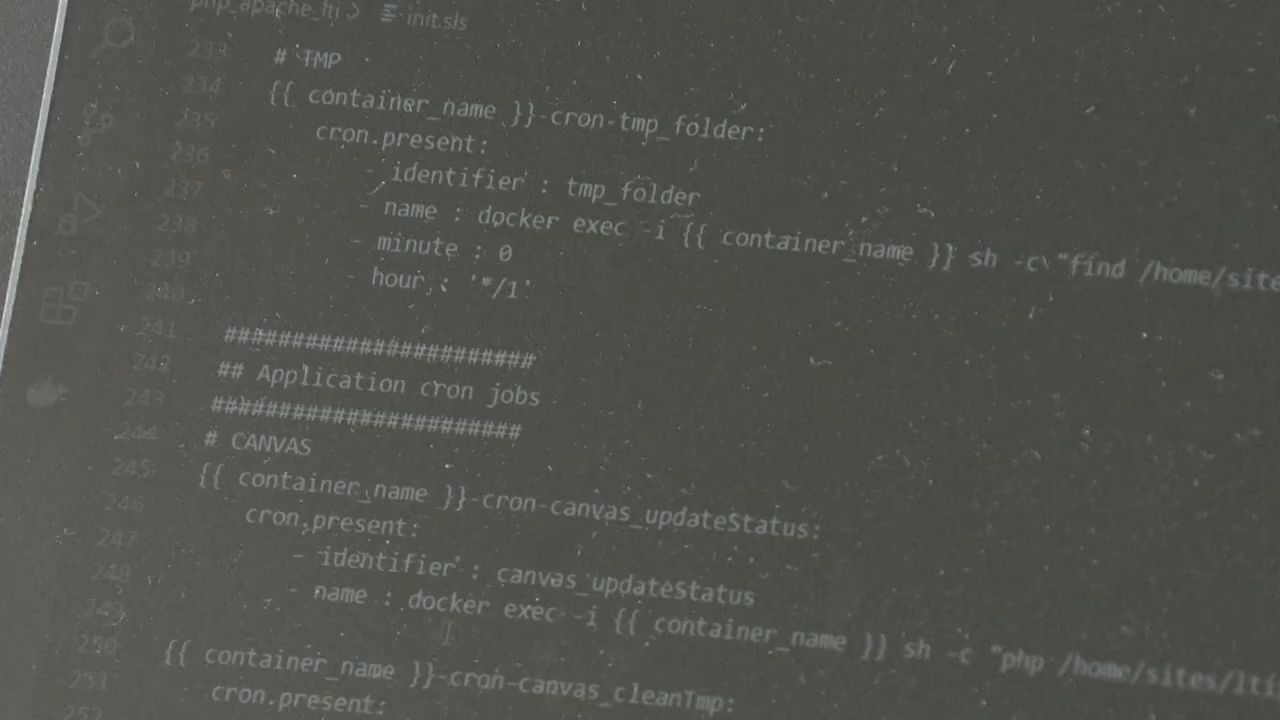 php_apache_hi > init.sls
233 # TMP
234 {{ container_name }}-cron-tmp_folder:
235 cron.present:
236 - identifier : tmp_folder
237 - name : docker exec -i {{ container_name }} sh -c "find /home/site
238 - minute : 0
239 - hour : '*/1'
240
241 #######################
242 ## Application cron jobs
243 #######################
244 # CANVAS
245 {{ container_name }}-cron-canvas_updateStatus:
246 cron.present:
247 - identifier : canvas_updateStatus
248 - name : docker exec -i {{ container_name }} sh -c "php /home/sites/lti
249
250 {{ container_name }}-cron-canvas_cleanTmp:
251 cron.present:
252